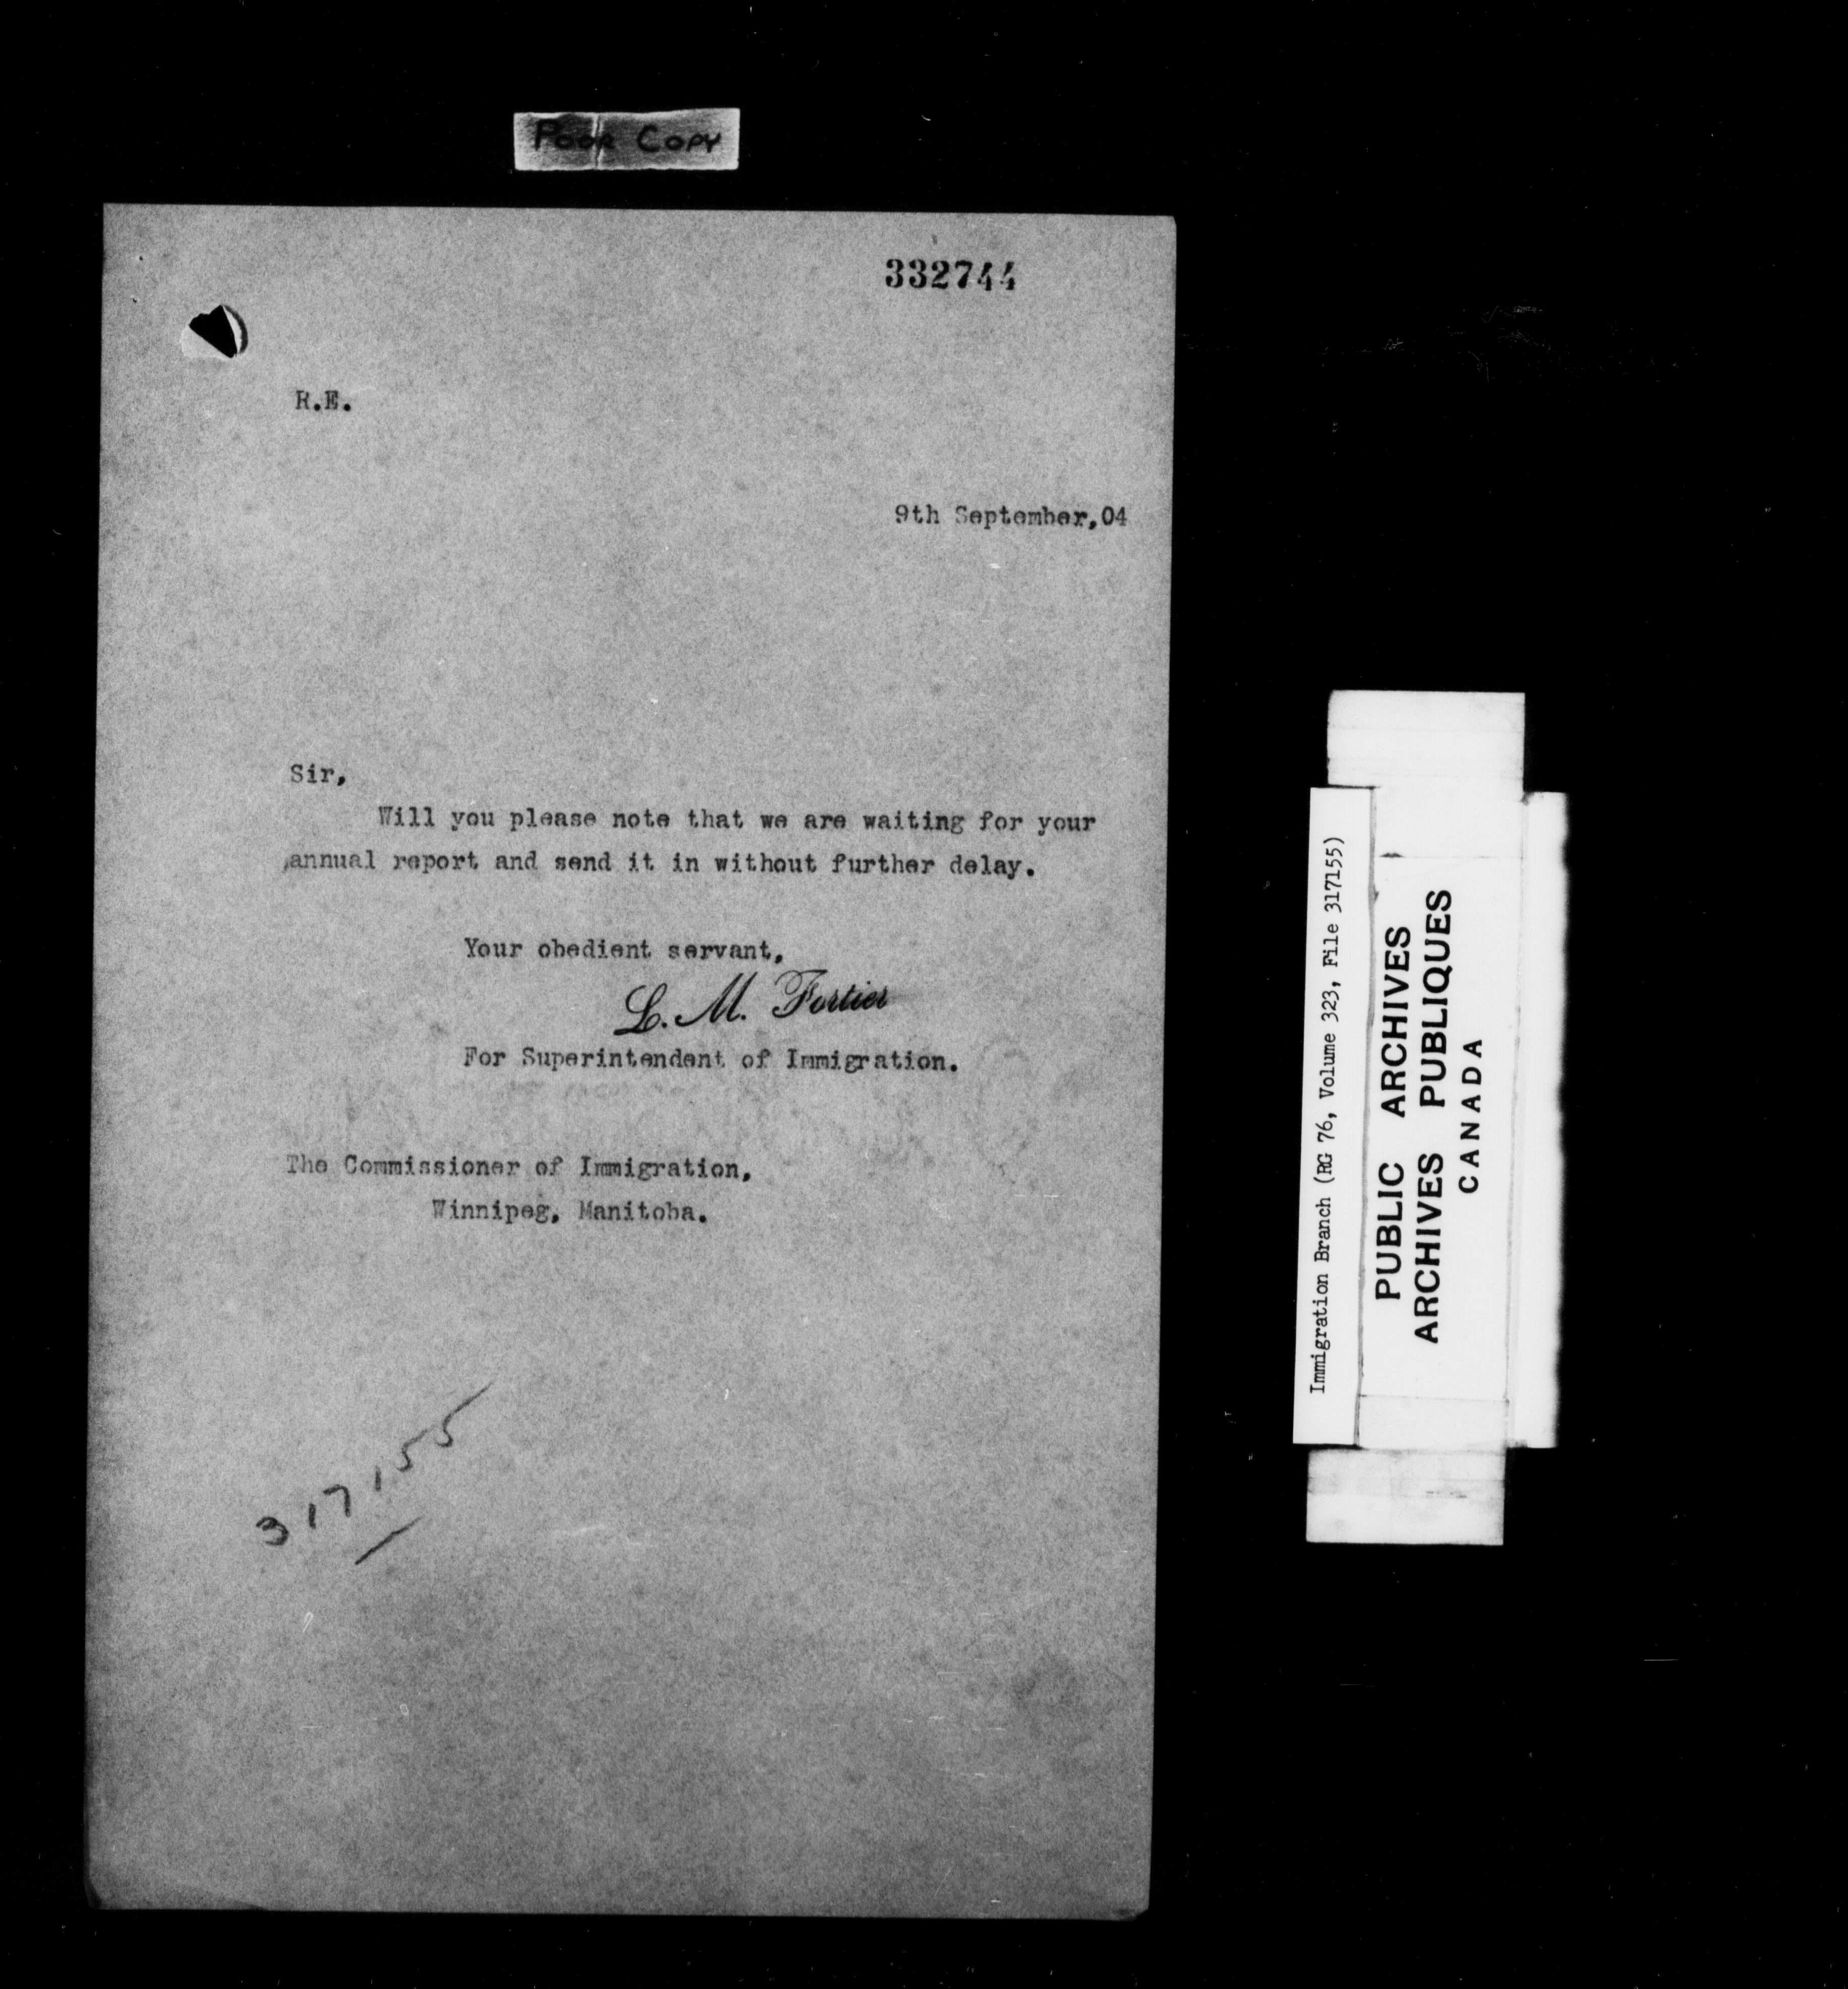 POOR COPY
332744
R.E.
9th September,04
Sir,
Will you please note that we are waiting for your
annual report and send it in without further delay.
Your obedient servant,
L. M. Fortier
For Superintendent of Immigration.
The Commissioner of Immigration,
Winnipeg, Manitoba.
317155
Immigration Branch (RG 76, Volume 323, File 317155)
PUBLIC ARCHIVES
ARCHIVES PUBLIQUES
CANADA